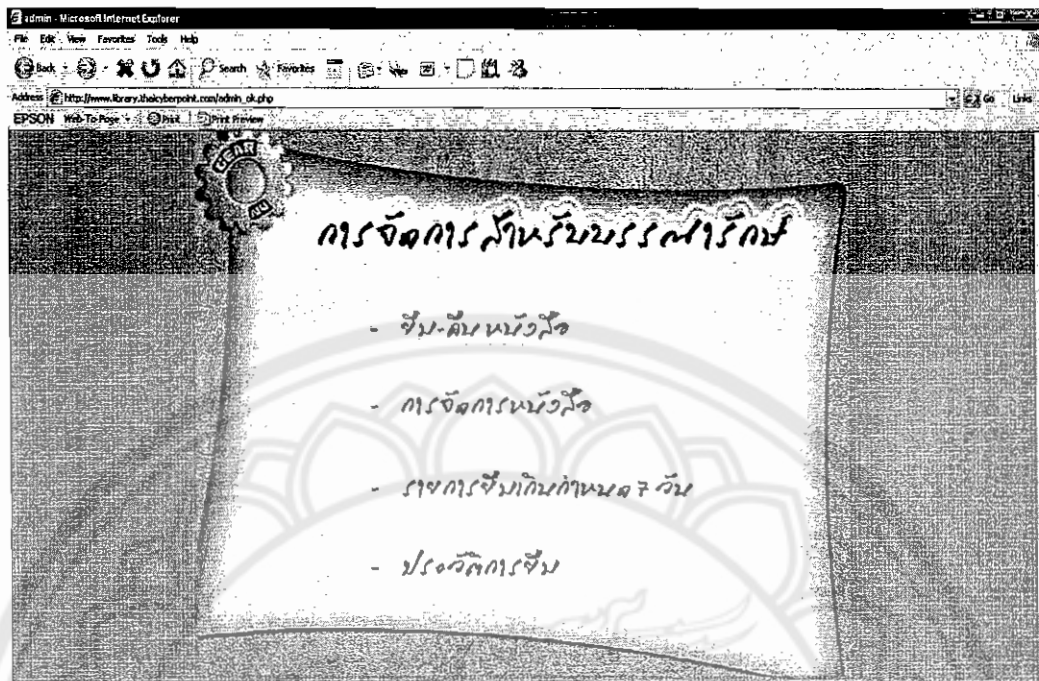 admin - Microsoft Internet Explorer
File Edit View Favorites Tools Help
Back Search Favorites
Address http://www.library.thaicyberpoint.com/admin_ok.php Go Links
EPSON Web-To-Page Print Print Preview
GEAR
การจัดการสำหรับบรรณารักษ์
- ยืม-คืนหนังสือ
- การจัดการหนังสือ
- รายการยืมเกินกำหนด 7 วัน
- ประวัติการยืม